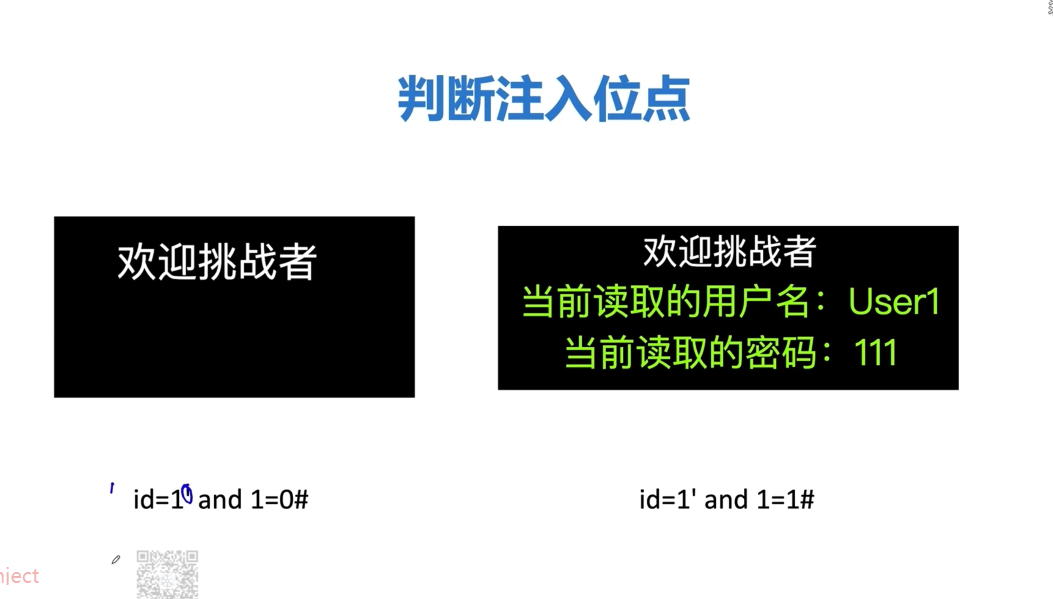 判断注入位点
欢迎挑战者
欢迎挑战者
当前读取的用户名：User1
当前读取的密码：111
id=1' and 1=0#
id=1' and 1=1#